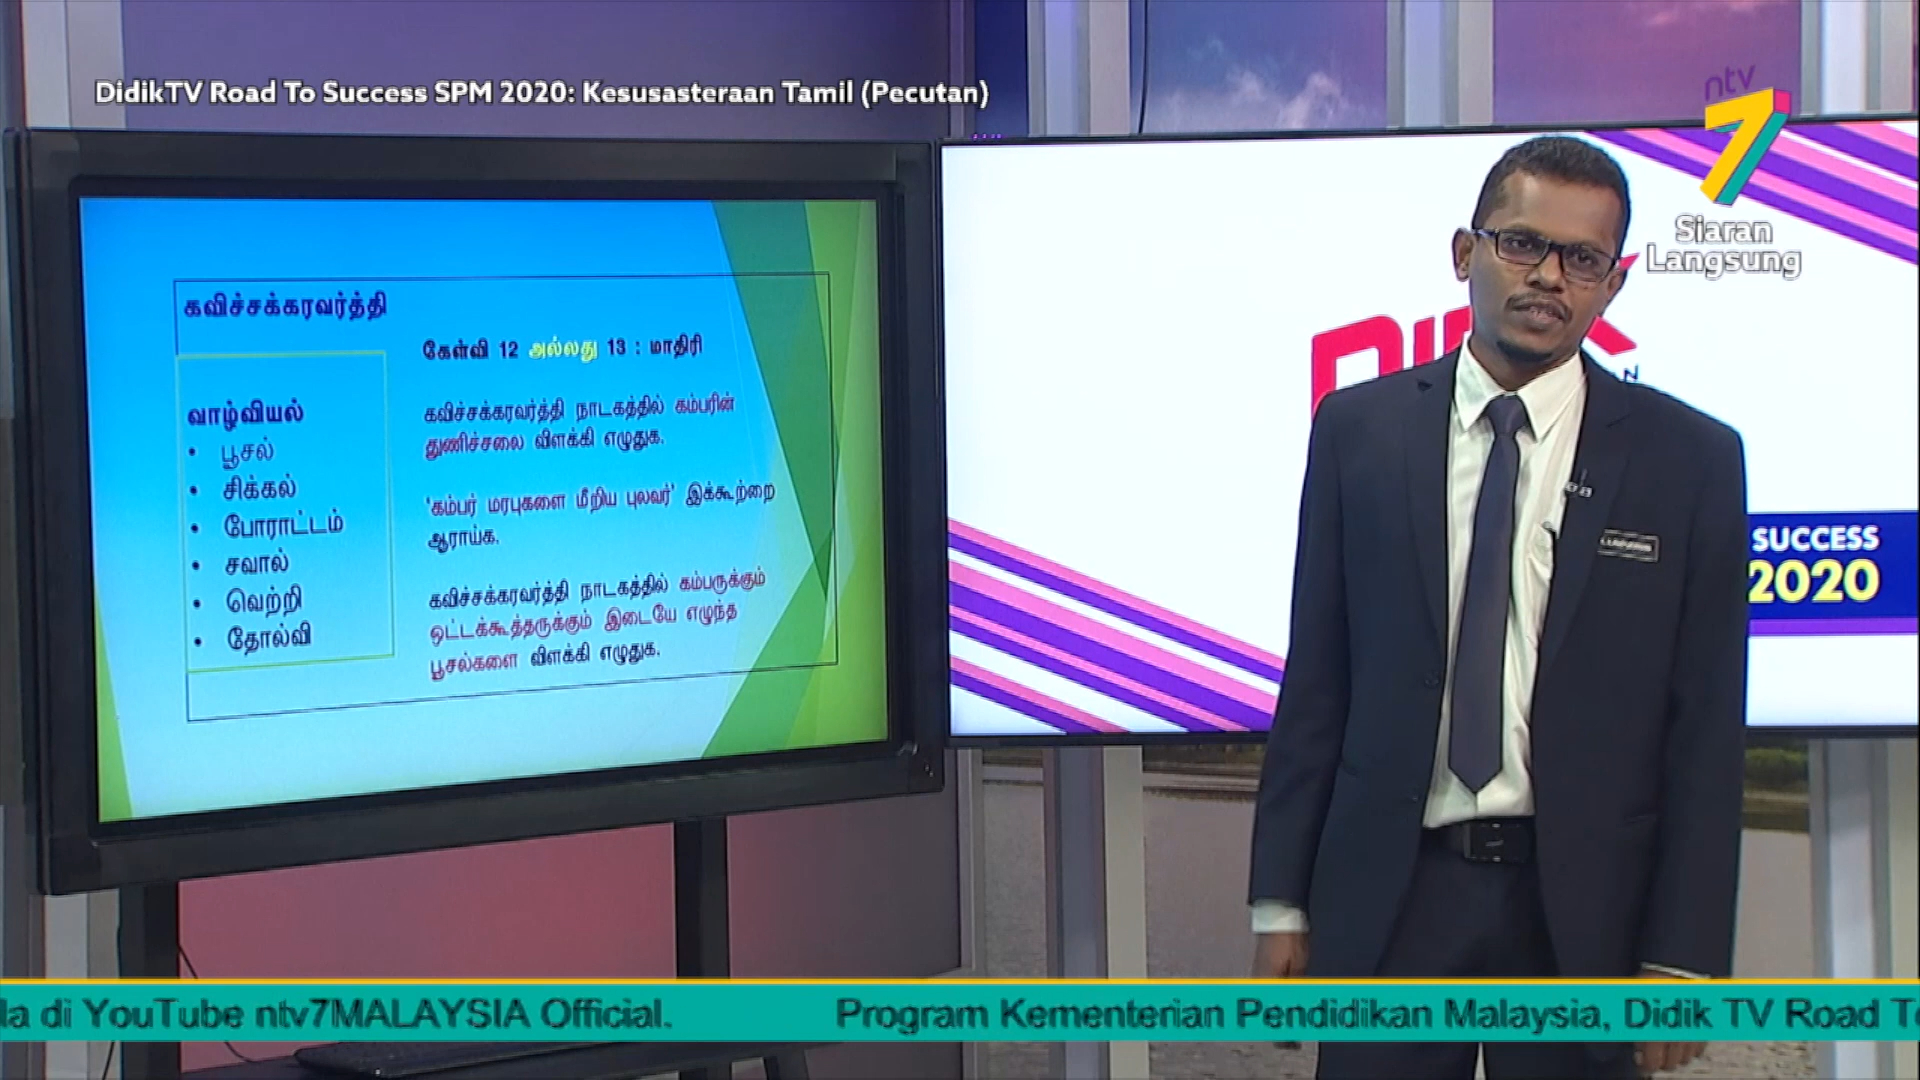 DidikTV Road To Success SPM 2020: Kesusasteraan Tamil (Pecutan)
ntv
7
Siaran
Langsung
கவிச்சக்கரவர்த்தி
கேள்வி 12 அல்லது 13 : மாதிரி
வாழ்வியல்
• பூசல்
• சிக்கல்
• போராட்டம்
• சவால்
• வெற்றி
• தோல்வி
கவிச்சக்கரவர்த்தி நாடகத்தில் கம்பரின்
துணிச்சலை விளக்கி எழுதுக.
'கம்பர் மரபுகளை மீறிய புலவர்' இக்கூற்றை
ஆராய்க.
கவிச்சக்கரவர்த்தி நாடகத்தில் கம்பருக்கும்
ஒட்டக்கூத்தருக்கும் இடையே எழுந்த
பூசல்களை விளக்கி எழுதுக.
SUCCESS
2020
la di YouTube ntv7MALAYSIA Official.
Program Kementerian Pendidikan Malaysia, Didik TV Road T